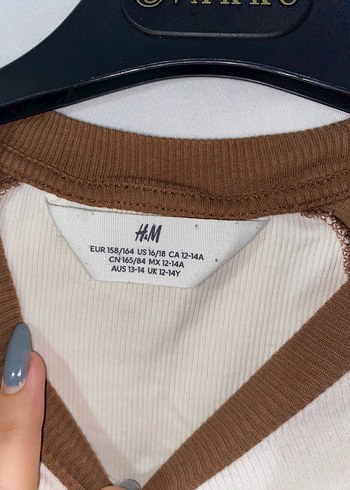 H&M
EUR 158/164 US 16/18 CA 12-14A
CN 165/84 MX 12-14A
AUS 13-14 UK 12-14Y